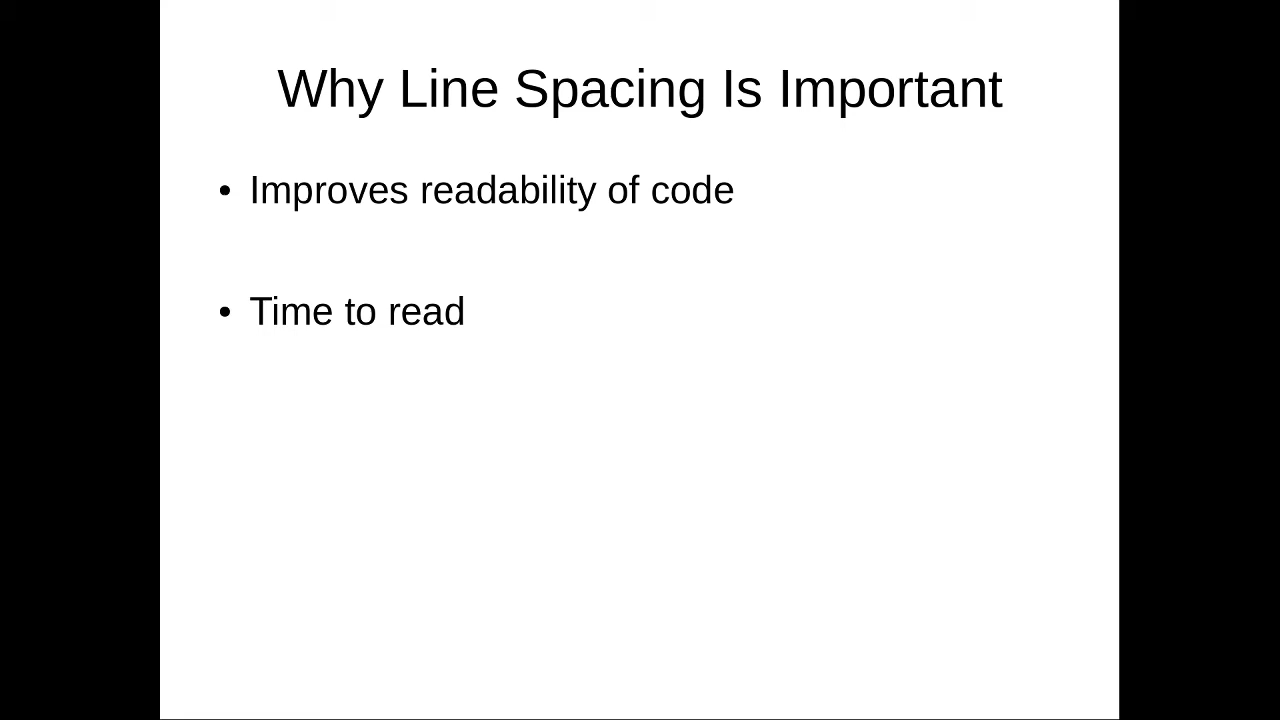 Why Line Spacing Is Important
• Improves readability of code
• Time to read